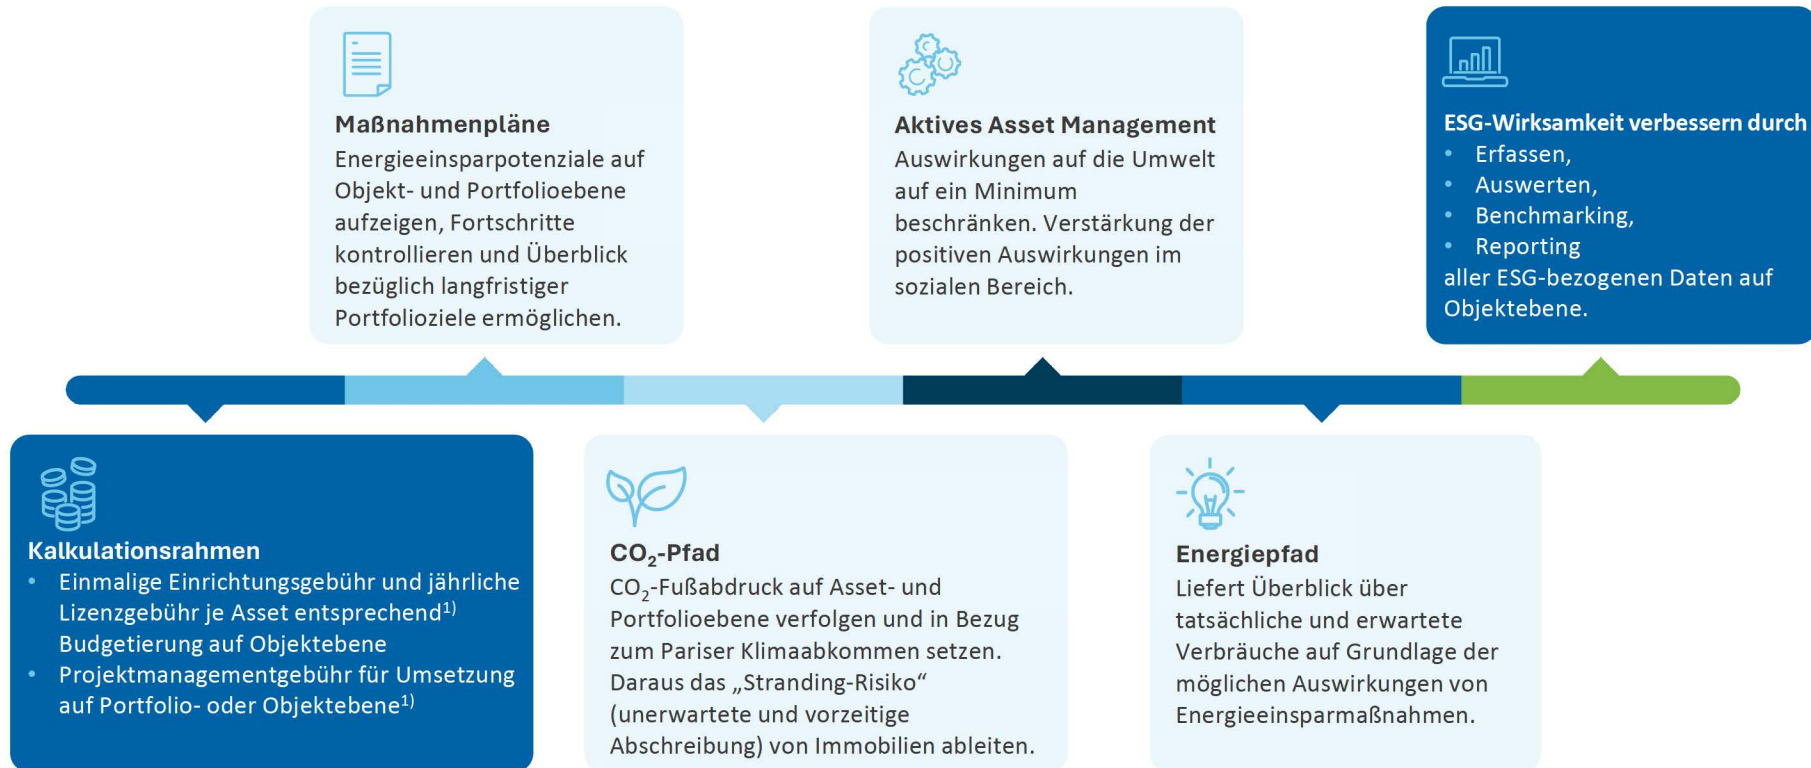 Maßnahmenpläne
Energieeinsparpotenziale auf
Objekt- und Portfolioebene
aufzeigen, Fortschritte
kontrollieren und Überblick
bezüglich langfristiger
Portfolioziele ermöglichen.
Aktives Asset Management
Auswirkungen auf die Umwelt
auf ein Minimum
beschränken. Verstärkung der
positiven Auswirkungen im
sozialen Bereich.
ESG-Wirksamkeit verbessern durch
• Erfassen,
• Auswerten,
• Benchmarking,
• Reporting
aller ESG-bezogenen Daten auf
Objektebene.
Kalkulationsrahmen
• Einmalige Einrichtungsgebühr und jährliche
Lizenzgebühr je Asset entsprechend¹⁾
Budgetierung auf Objektebene
• Projektmanagementgebühr für Umsetzung
auf Portfolio- oder Objektebene¹⁾
CO₂-Pfad
CO₂-Fußabdruck auf Asset- und
Portfolioebene verfolgen und in Bezug
zum Pariser Klimaabkommen setzen.
Daraus das „Stranding-Risiko“
(unerwartete und vorzeitige
Abschreibung) von Immobilien ableiten.
Energiepfad
Liefert Überblick über
tatsächliche und erwartete
Verbräuche auf Grundlage der
möglichen Auswirkungen von
Energieeinsparmaßnahmen.